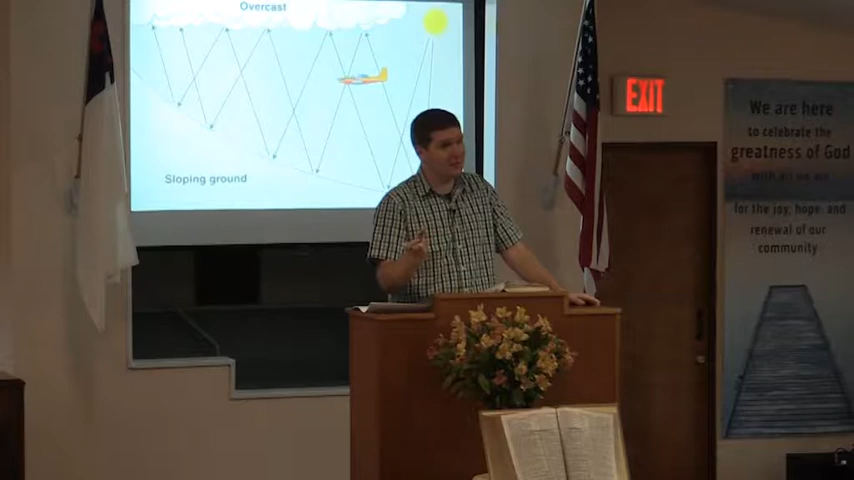 Overcast
Sloping ground
EXIT
We are HERE
to celebrate the
greatness of God
with all we are
for the joy, hope and
renewal of our
community